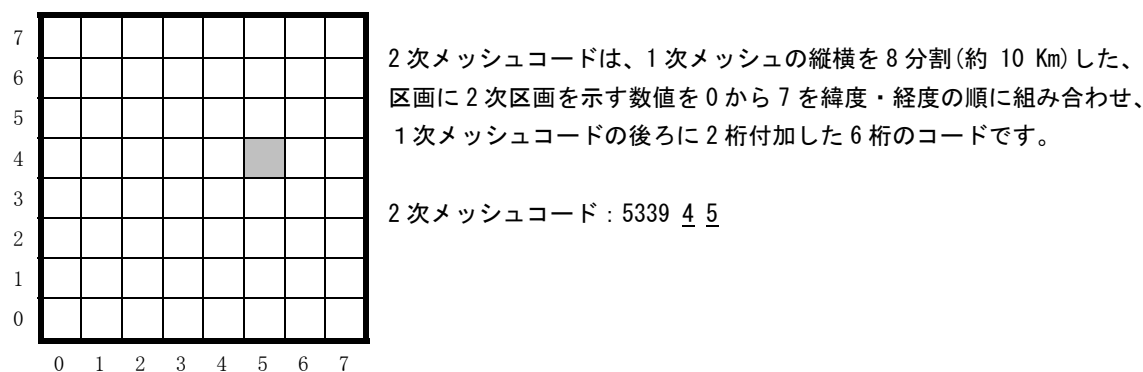 7
6
5
4
3
2
1
0
0 1 2 3 4 5 6 7
2次メッシュコードは、1次メッシュの縦横を8分割(約 10 Km)した、
区画に2次区画を示す数値を0から7を緯度・経度の順に組み合わせ、
１次メッシュコードの後ろに2桁付加した6桁のコードです。
2次メッシュコード：5339 4 5